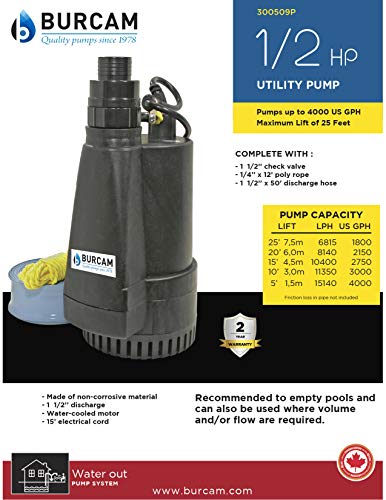 BURCAM
Quality pumps since 1978
300509P
1/2 HP
UTILITY PUMP
Pumps up to 4000 US GPH
Maximum Lift of 25 Feet
COMPLETE WITH :
- 1 1/2" check valve
- 1/4" x 12' poly rope
- 1 1/2" x 50' discharge hose
PUMP CAPACITY
LIFT LPH US GPH
25' 7,5m 6815 1800
20' 6,0m 8140 2150
15' 4,5m 10400 2750
10' 3,0m 11350 3000
5' 1,5m 15140 4000
Friction loss in pipe not included
BURCAM
2
YEAR
WARRANTY
- Made of non-corrosive material
- 1 1/2" discharge
- Water-cooled motor
- 15' electrical cord
Recommended to empty pools and
can also be used where volume
and/or flow are required.
Water out
PUMP SYSTEM
www.burcam.com